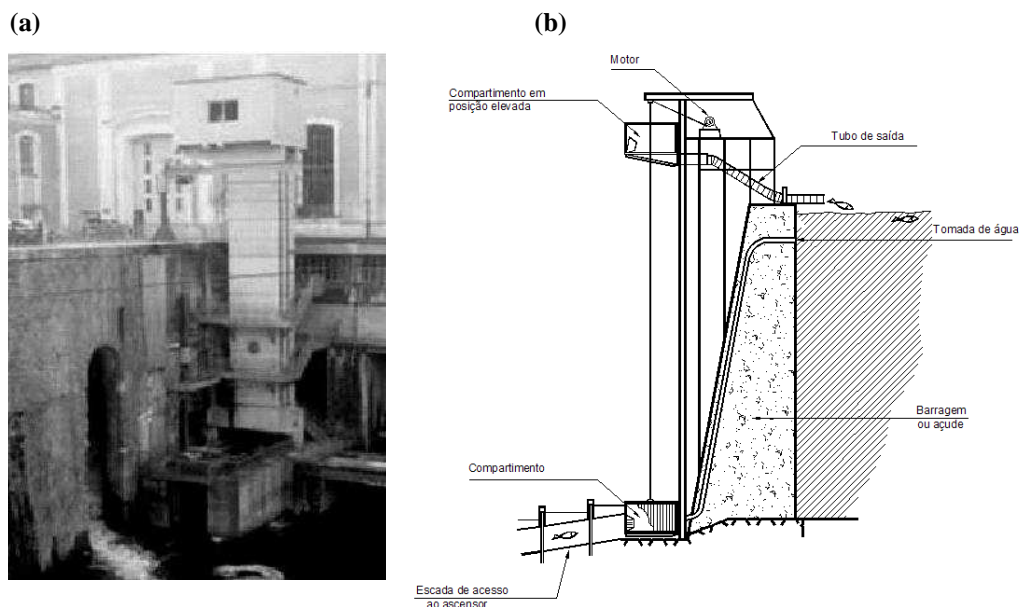 (a)
(b)
Motor
Compartimento em
posição elevada
Tubo de saída
Tomada de água
Barragem
ou açude
Compartimento
Escada de acesso
ao ascensor